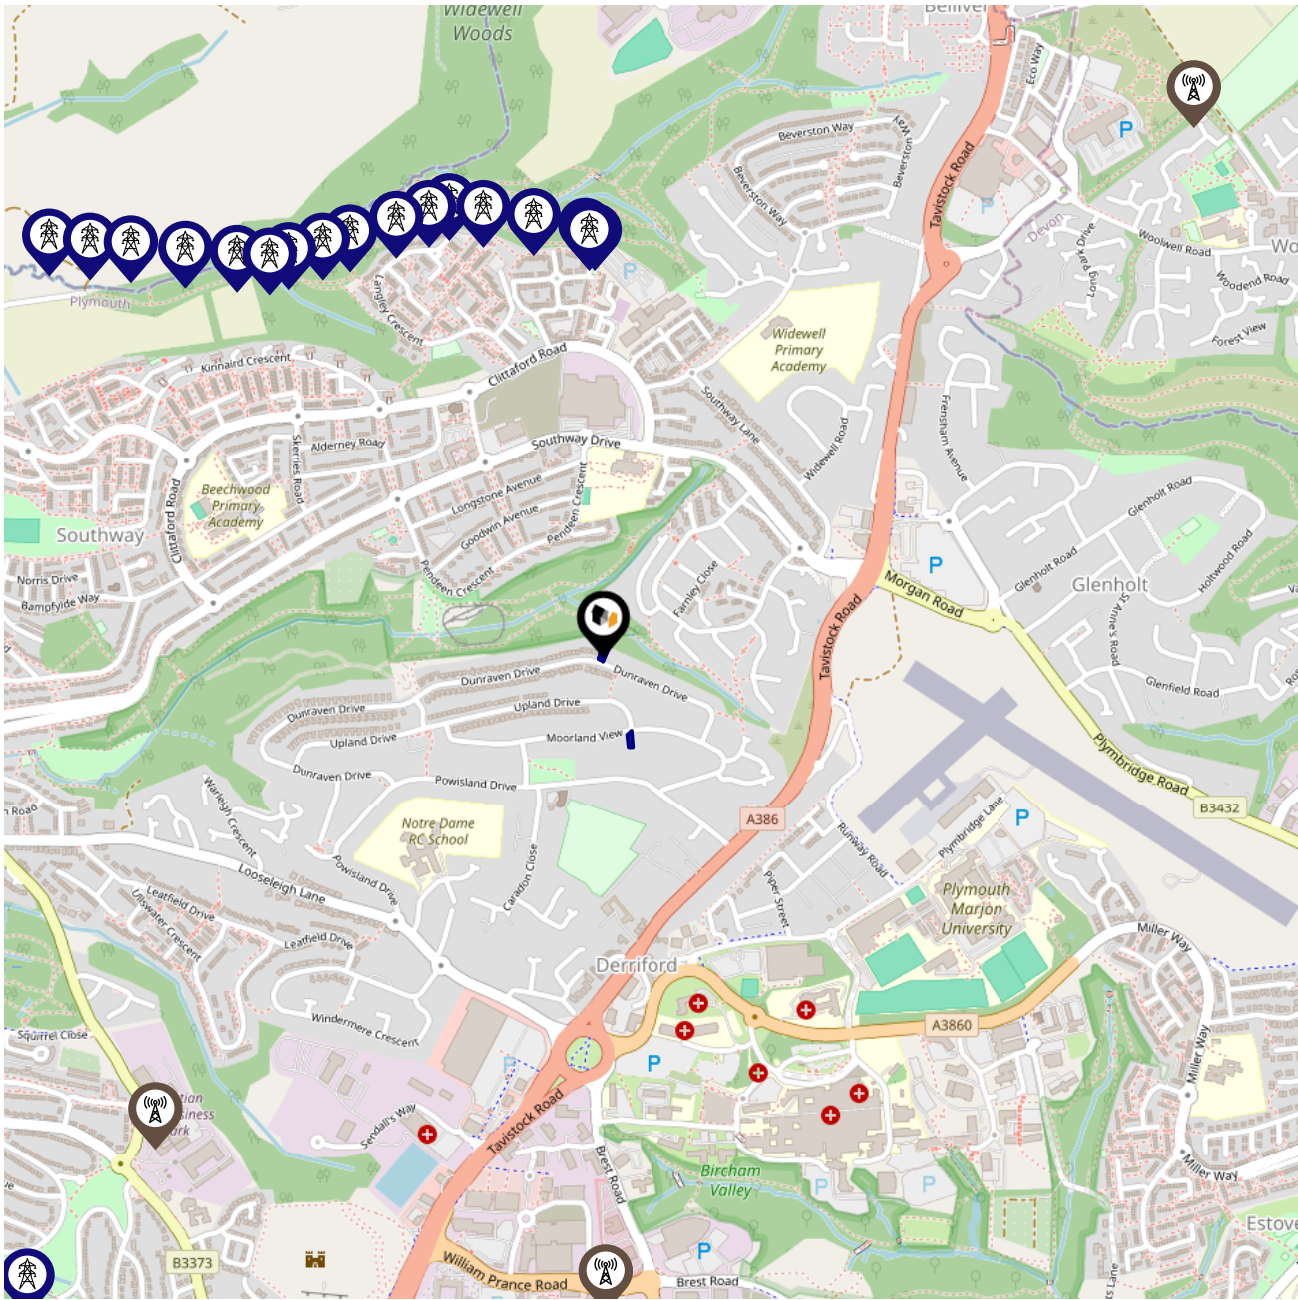 Widewell
Woods
Eco Way
P
Beverston Way
Beverston Way
Beverston Way
Tavistock Road
P
Devon
Woolwell Road
Long Park Drive
Woodend Road
Forest View
P
Plymouth
Langley Crescent
Widewell
Primary
Academy
Clittaford Road
Kinnaird Crescent
Southway Lane
Frensham Avenue
Widewell Road
Southway Drive
Alderney Road
Skerries Road
Longstone Avenue
Goodwin Avenue
Pendeen Crescent
Pendeen Crescent
Beechwood
Primary
Academy
Clittaford Road
Southway
Norris Drive
Bampfylde Way
Glenholt Road
Glenholt Road
Holtwood Road
Glenholt
St Anne's Road
Glenfield Road
P
Morgan Road
Farnley Close
Tavistock Road
Dunraven Drive
Dunraven Drive
Dunraven Drive
Upland Drive
Upland Drive
Moorland View
Dunraven Drive
Powisland Drive
Plymbridge Road
B3432
A386
P
Plymbridge Lane
Runway Road
Warleigh Crescent
Notre Dame
RC School
Powisland Drive
Looseleigh Lane
Caradon Close
Piper Street
Plymouth
Marjon
University
Leatfield Drive
Ullswater Crescent
Leatfield Drive
Miller Way
Derriford
Windermere Crescent
A3860
Squirrel Close
P
P
Miller Way
Sendall's Way
Tavistock Road
Brest Road
Bircham
Valley
P
P
Miller Way
Estove
B3373
P
William Prance Road
Brest Road